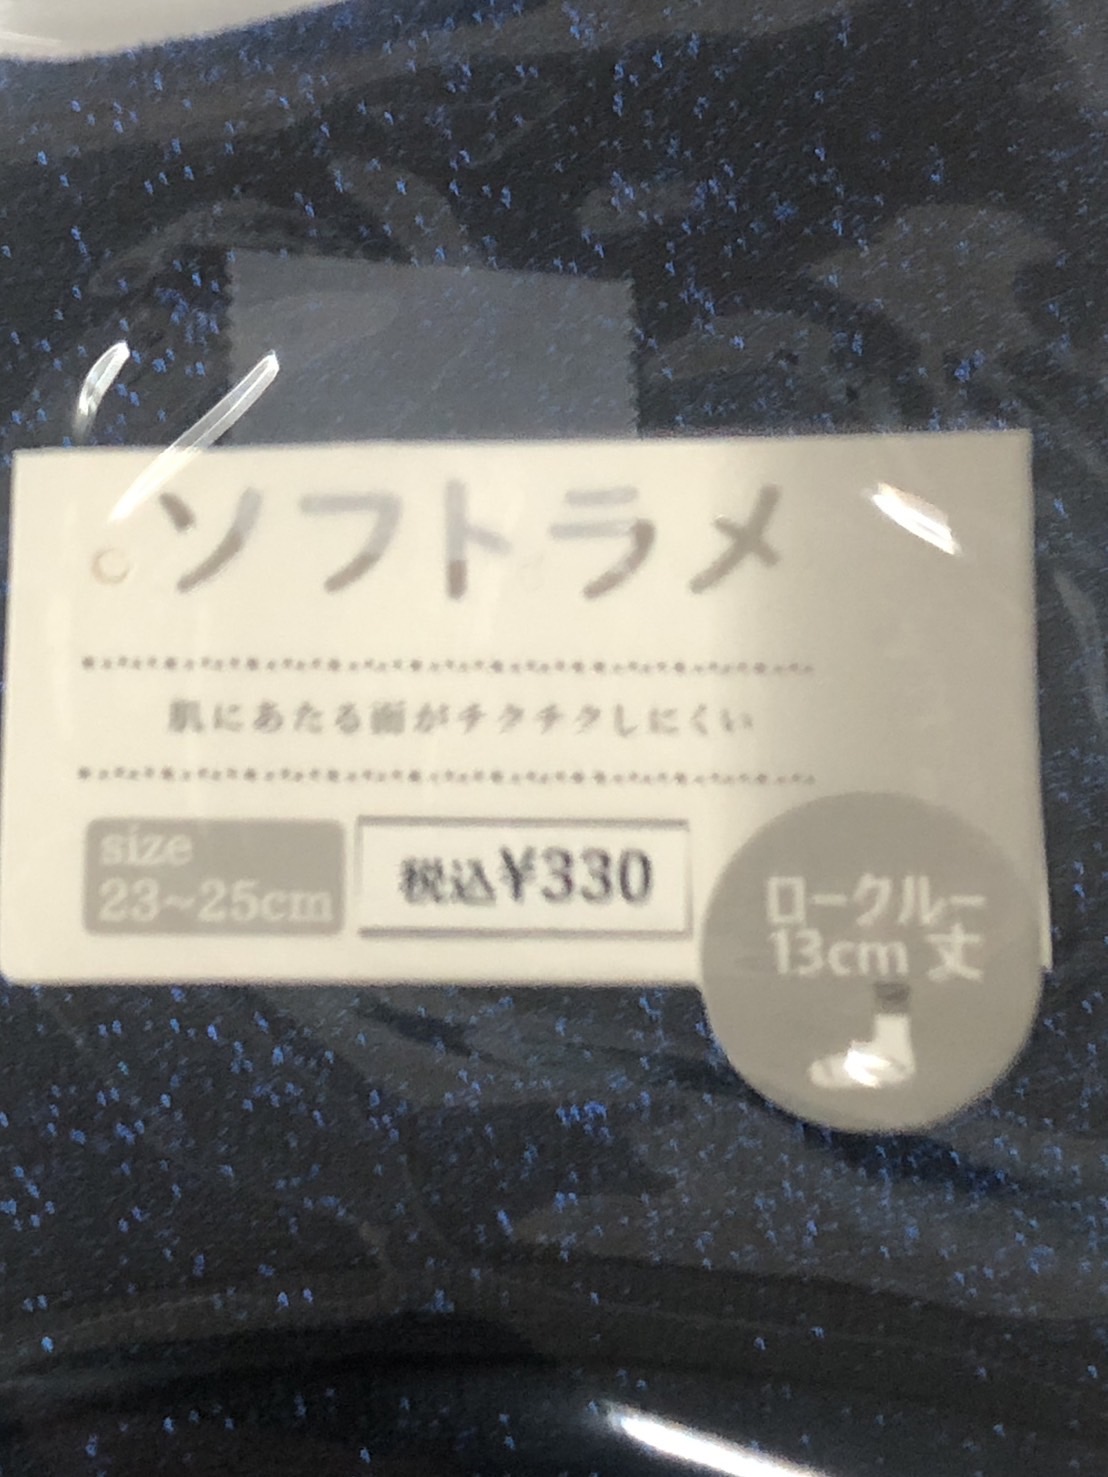 ソフトラメ
肌にあたる面がチクチクしにくい
size
23~25cm
税込¥330
ロークルー
13cm 丈